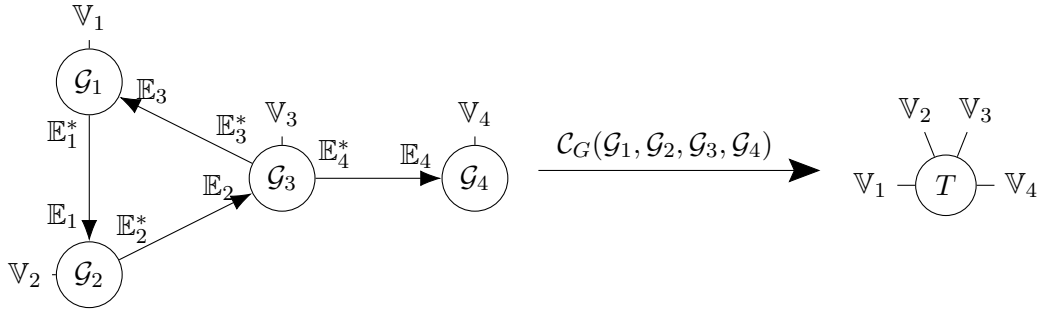 𝕍₁
𝒢₁
𝔼₃
𝔼₁*
𝔼₃*
𝕍₃
𝕍₄
𝒢₃
𝔼₄*
𝔼₄
𝒢₄
𝔼₂
𝔼₁
𝔼₂*
𝕍₂
𝒢₂
𝒞_G(𝒢₁, 𝒢₂, 𝒢₃, 𝒢₄)
𝕍₂ 𝕍₃
𝕍₁ T 𝕍₄